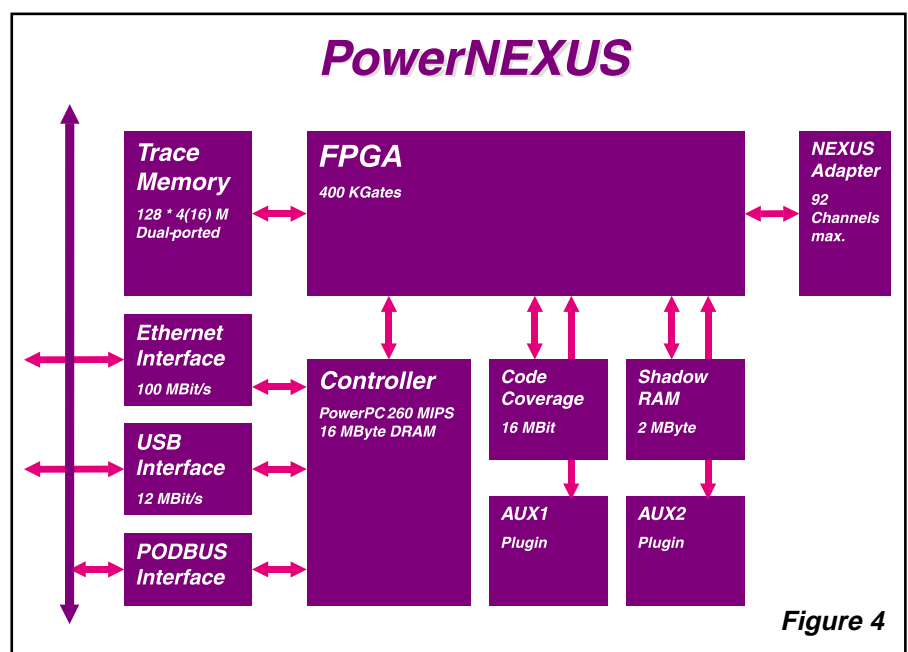 PowerNEXUS
Trace
Memory
128 * 4(16) M
Dual-ported
FPGA
400 KGates
NEXUS
Adapter
92
Channels
max.
Ethernet
Interface
100 MBit/s
Controller
PowerPC 260 MIPS
16 MByte DRAM
Code
Coverage
16 MBit
Shadow
RAM
2 MByte
USB
Interface
12 MBit/s
AUX1
Plugin
AUX2
Plugin
PODBUS
Interface
Figure 4